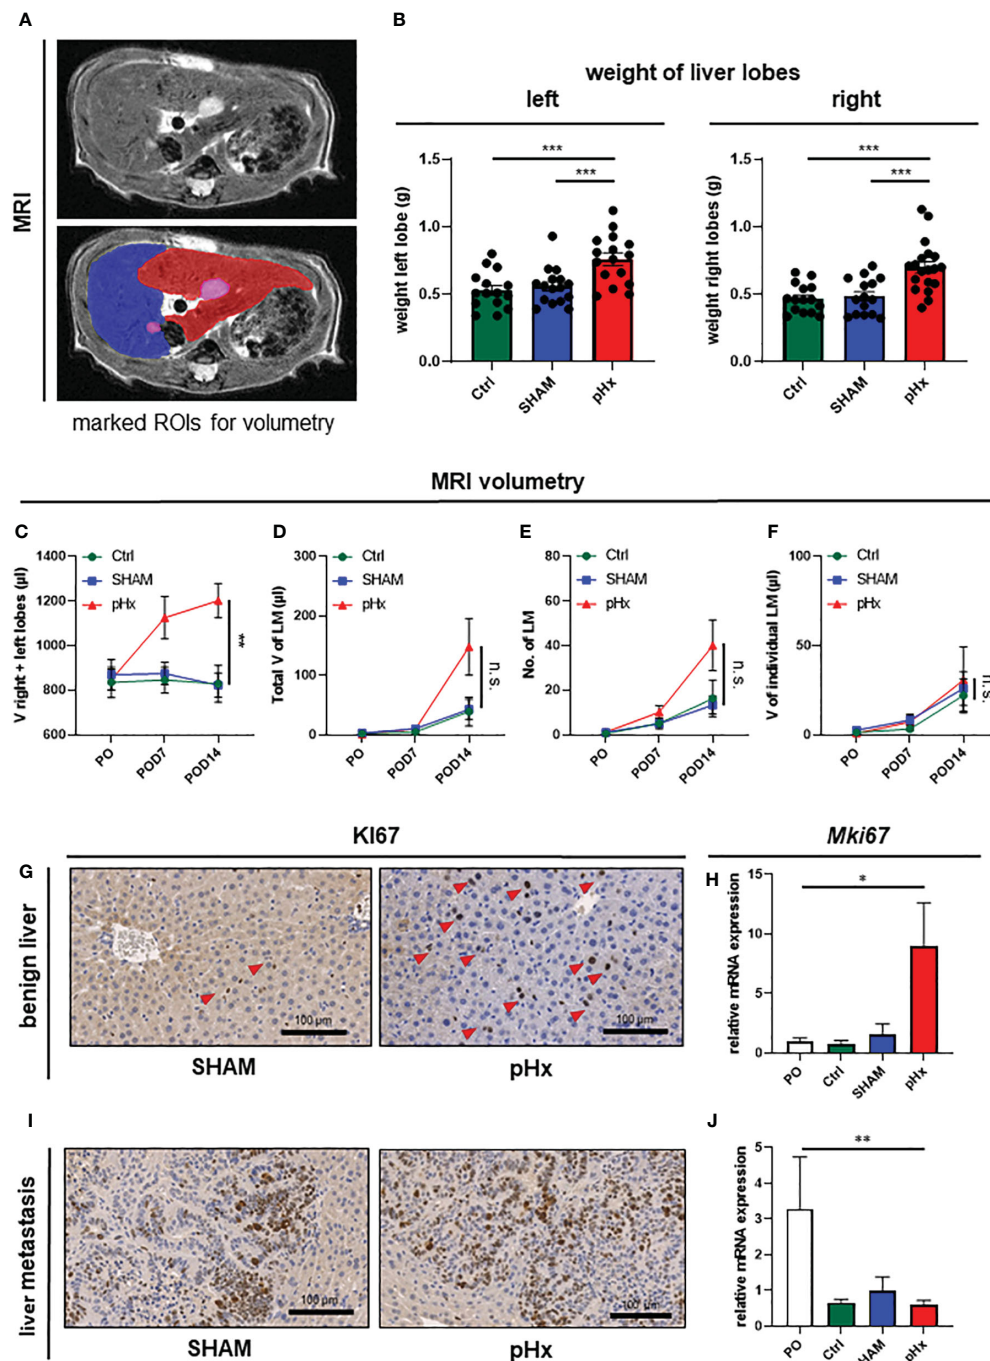 A
MRI
marked ROIs for volumetry
B
weight of liver lobes
left
right
weight left lobe (g)
1.5
1.0
0.5
0.0
***
***
Ctrl
SHAM
pHx
weight right lobes (g)
1.5
1.0
0.5
0.0
***
***
Ctrl
SHAM
pHx
MRI volumetry
C
V right + left lobes (µl)
1400
1200
1000
800
600
Ctrl
SHAM
pHx
**
PO
POD7
POD14
D
Total V of LM (µl)
300
200
100
0
Ctrl
SHAM
pHx
n.s.
PO
POD7
POD14
E
No. of LM
80
60
40
20
0
Ctrl
SHAM
pHx
n.s.
PO
POD7
POD14
F
V of individual LM (µl)
100
50
0
Ctrl
SHAM
pHx
n.s.
PO
POD7
POD14
KI67
Mki67
G
benign liver
100 µm
100 µm
SHAM
pHx
H
relative mRNA expression
15
10
5
0
*
PO
Ctrl
SHAM
pHx
I
liver metastasis
100 µm
100 µm
SHAM
pHx
J
relative mRNA expression
5
4
3
2
1
0
**
PO
Ctrl
SHAM
pHx